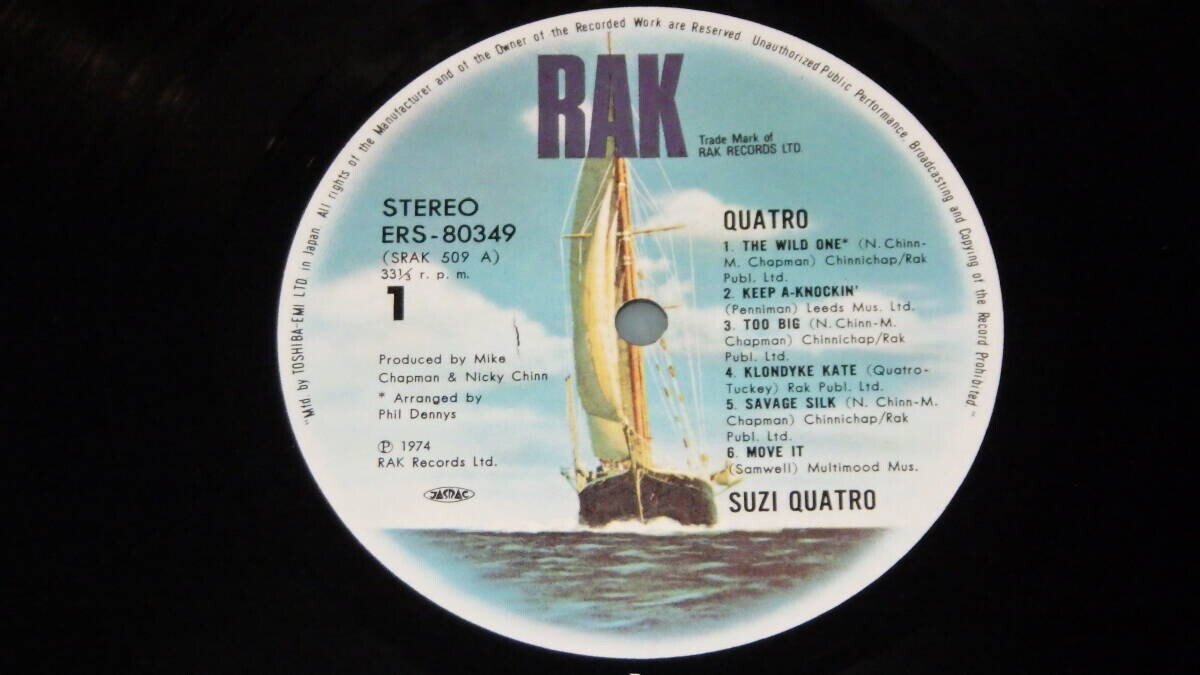 "Mfd. by TOSHIBA-EMI LTD in Japan. All rights of the Manufacturer and of the Owner of the Recorded Work are Reserved Unauthorized Public Performance, Broadcasting and Copying of the Record Prohibited."
RAK
Trade Mark of
RAK RECORDS LTD.
STEREO
ERS-80349
(SRAK 509 A)
33⅓ r. p. m.
1
Produced by Mike
Chapman & Nicky Chinn
* Arranged by
Phil Dennys
℗ 1974
RAK Records Ltd.
JASRAC
QUATRO
1. THE WILD ONE* (N. Chinn-
M. Chapman) Chinnichap/Rak
Publ. Ltd.
2. KEEP A-KNOCKIN'
(Penniman) Leeds Mus. Ltd.
3. TOO BIG (N. Chinn-M.
Chapman) Chinnichap/Rak
Publ. Ltd.
4. KLONDYKE KATE (Quatro-
Tuckey) Rak Publ. Ltd.
5. SAVAGE SILK (N. Chinn-M.
Chapman) Chinnichap/Rak
Publ. Ltd.
6. MOVE IT
(Samwell) Multimood Mus.
SUZI QUATRO